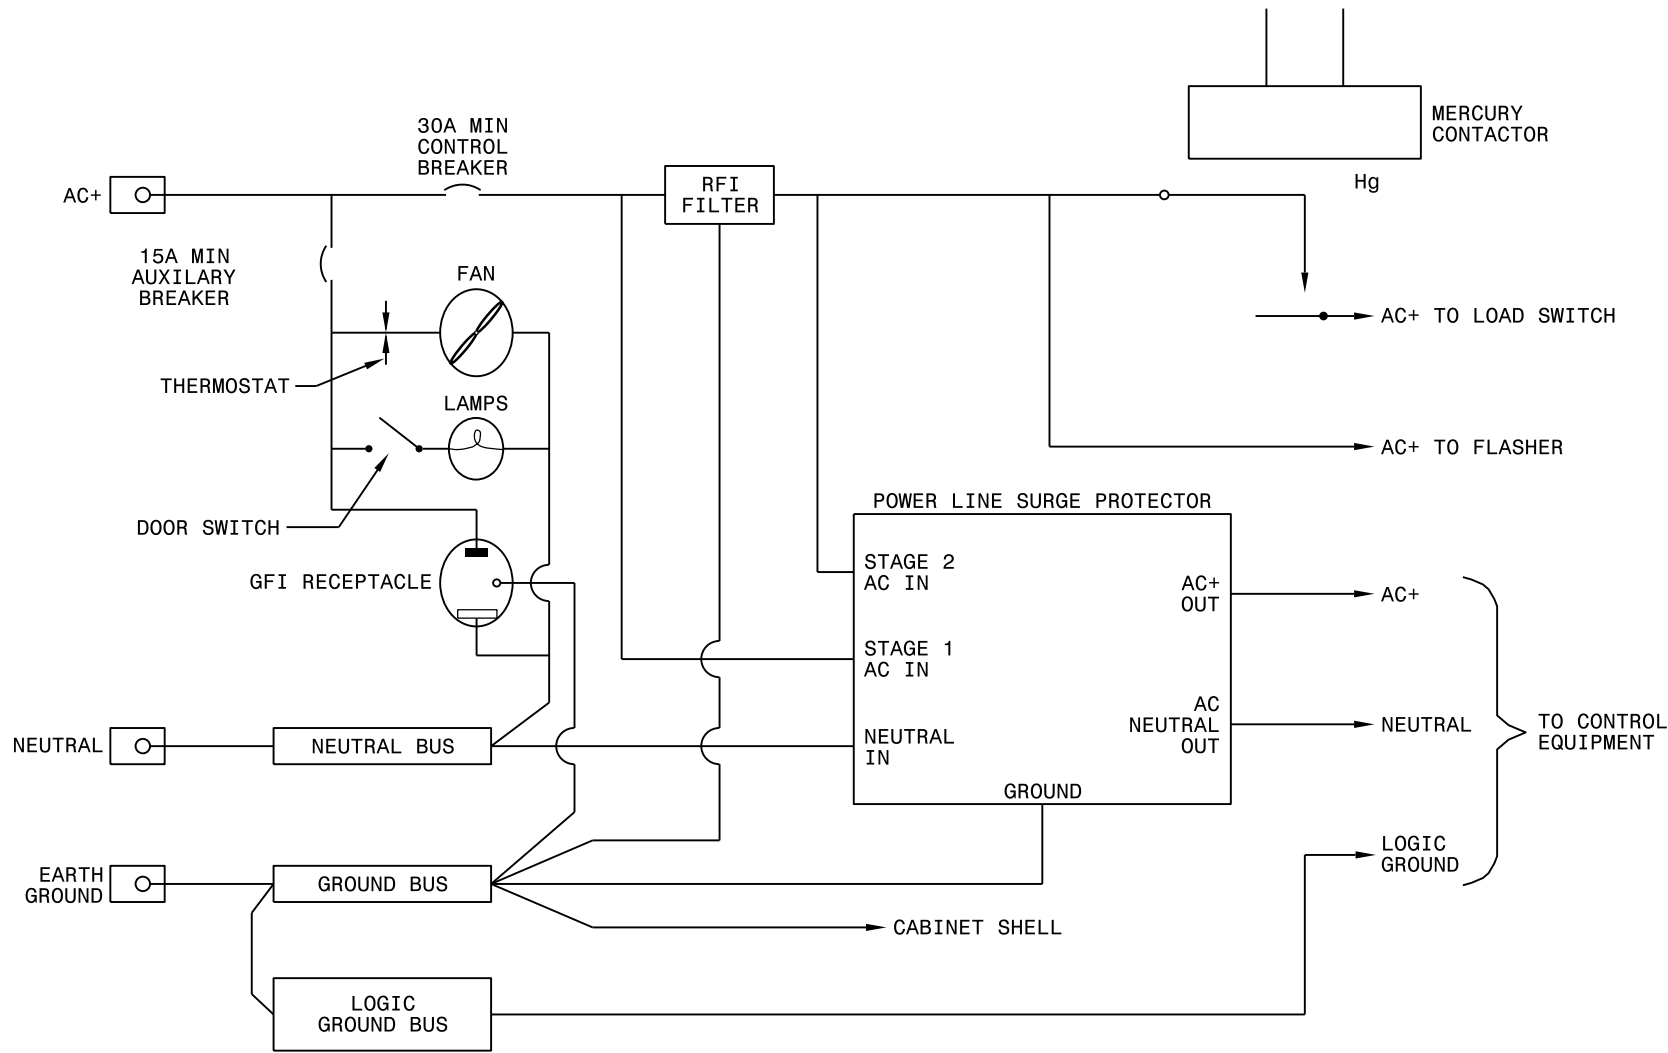 MERCURY
CONTACTOR
Hg
30A MIN
CONTROL
BREAKER
AC+
RFI
FILTER
15A MIN
AUXILARY
BREAKER
FAN
AC+ TO LOAD SWITCH
THERMOSTAT
LAMPS
AC+ TO FLASHER
DOOR SWITCH
POWER LINE SURGE PROTECTOR
GFI RECEPTACLE
STAGE 2
AC IN
AC+
OUT
AC+
STAGE 1
AC IN
AC
NEUTRAL
OUT
NEUTRAL
TO CONTROL
EQUIPMENT
NEUTRAL
NEUTRAL BUS
NEUTRAL
IN
GROUND
LOGIC
GROUND
EARTH
GROUND
GROUND BUS
CABINET SHELL
LOGIC
GROUND BUS